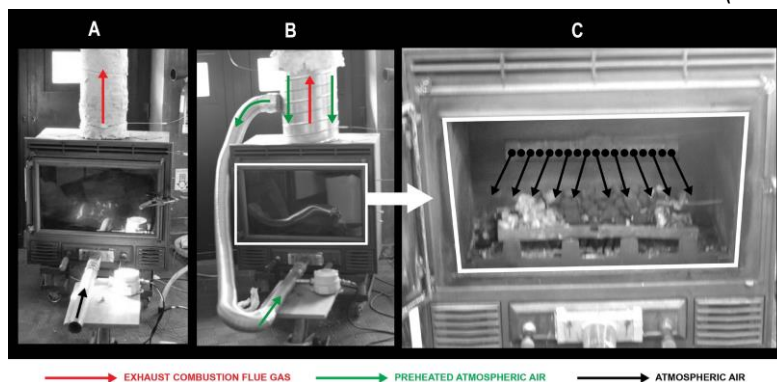 A
B
C
EXHAUST COMBUSTION FLUE GAS
PREHEATED ATMOSPHERIC AIR
ATMOSPHERIC AIR